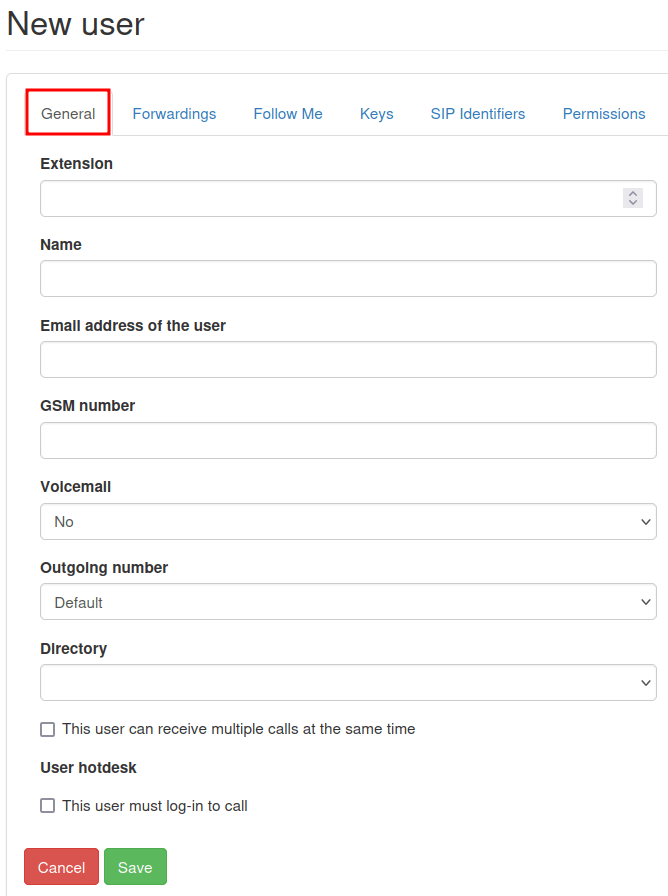 New user
General Forwardings Follow Me Keys SIP Identifiers Permissions
Extension
Name
Email address of the user
GSM number
Voicemail
No
Outgoing number
Default
Directory
This user can receive multiple calls at the same time
User hotdesk
This user must log-in to call
Cancel Save